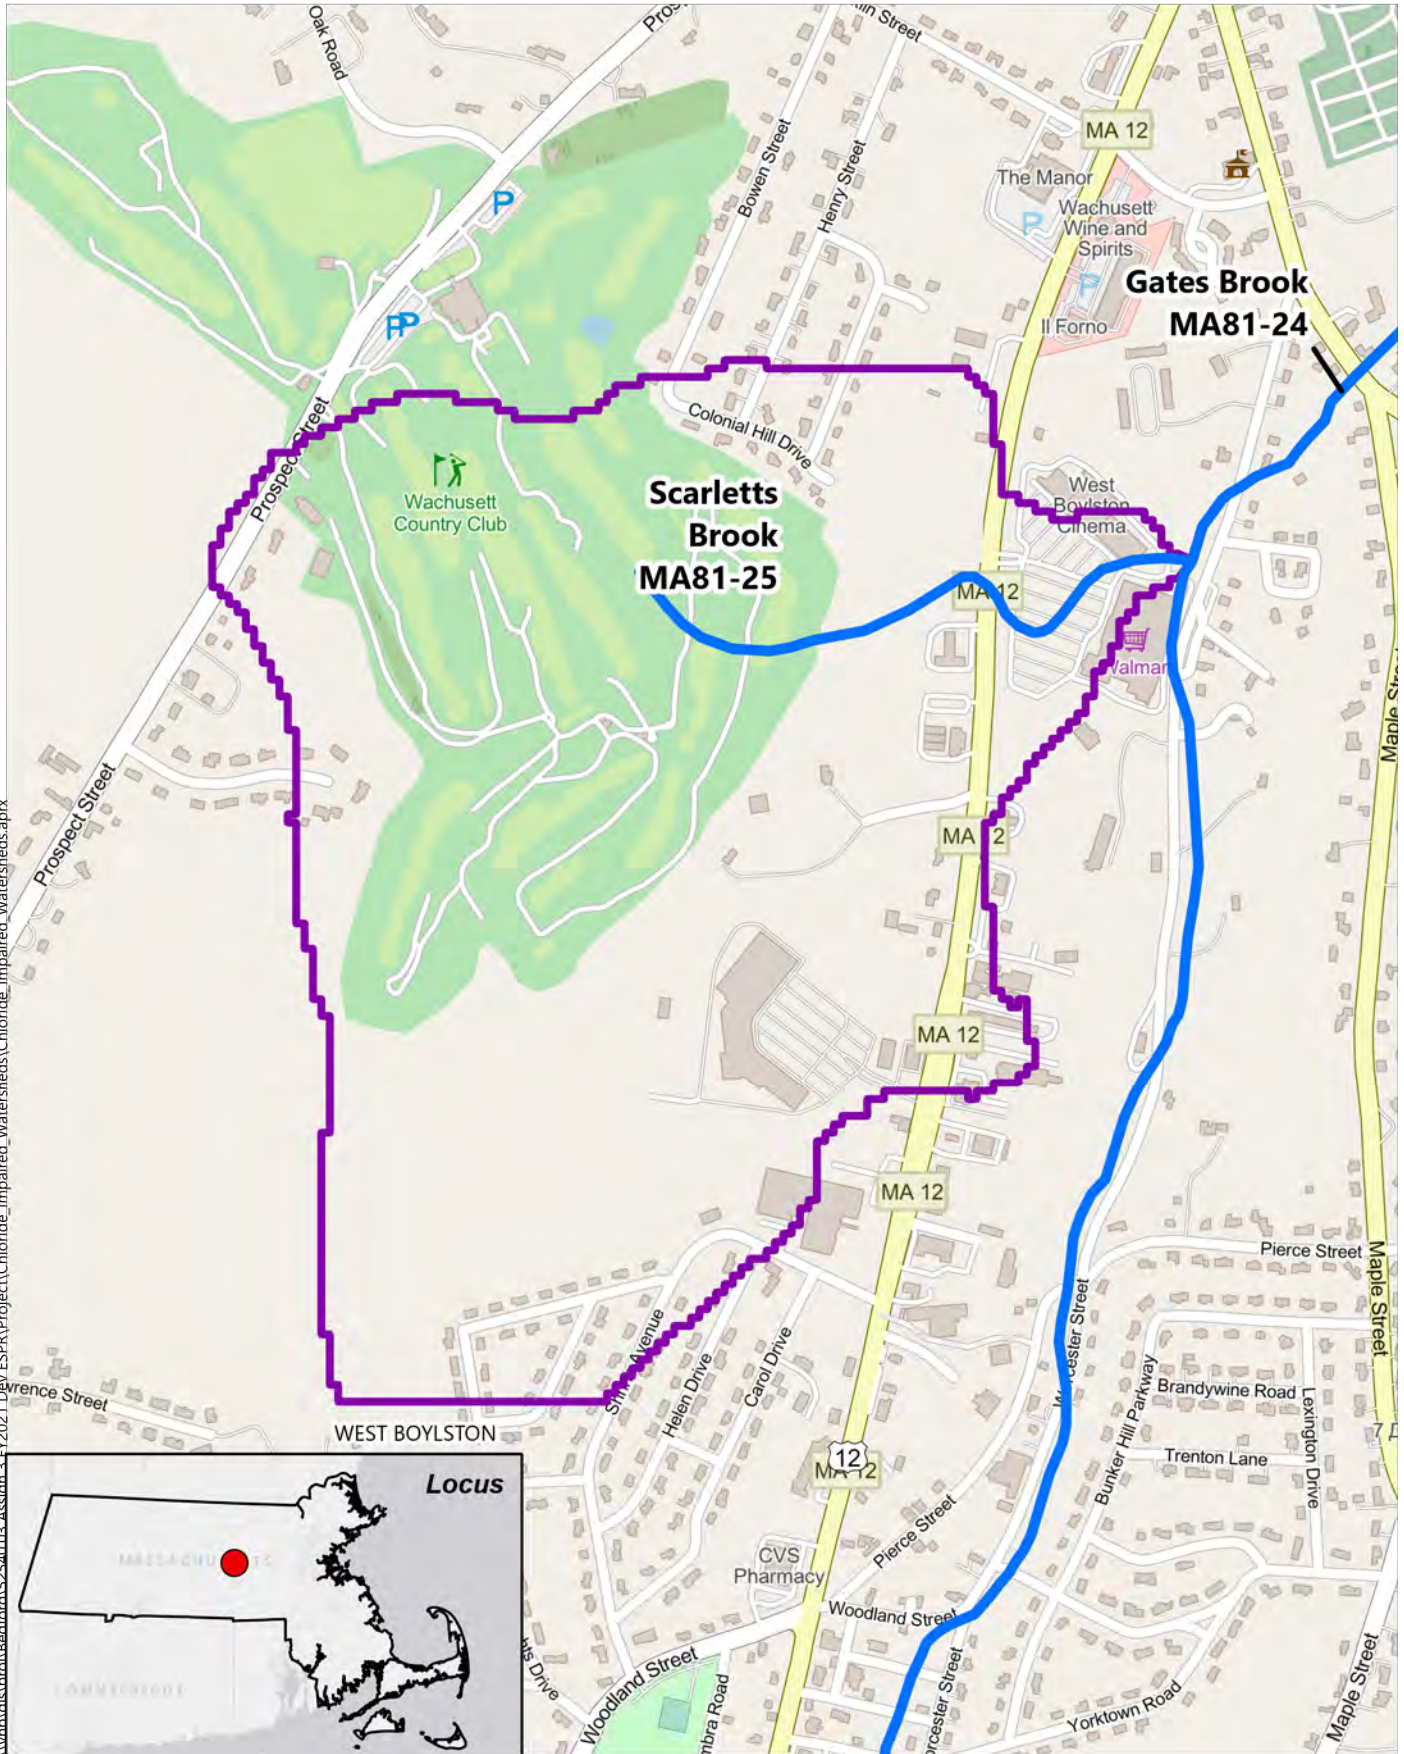 Oak Road
MA 12
The Manor
Wachusett
Wine and
Spirits
Bowen Street
Henry Street
Il Forno
Gates Brook
MA81-24
Prospect Street
Colonial Hill Drive
Wachusett
Country Club
West
Boylston
Cinema
Scarletts
Brook
MA81-25
MA 12
Maple Street
Prospect Street
MA 12
MA 12
Pierce Street
Maple Street
Worcester Street
Helen Drive
Carol Drive
Brandywine Road
Lexington Drive
Bunker Hill Parkway
Trenton Lane
WEST BOYLSTON
12
MA 12
Pierce Street
CVS
Pharmacy
Woodland Street
Woodland Street
Yorktown Road
Maple Street
Locus